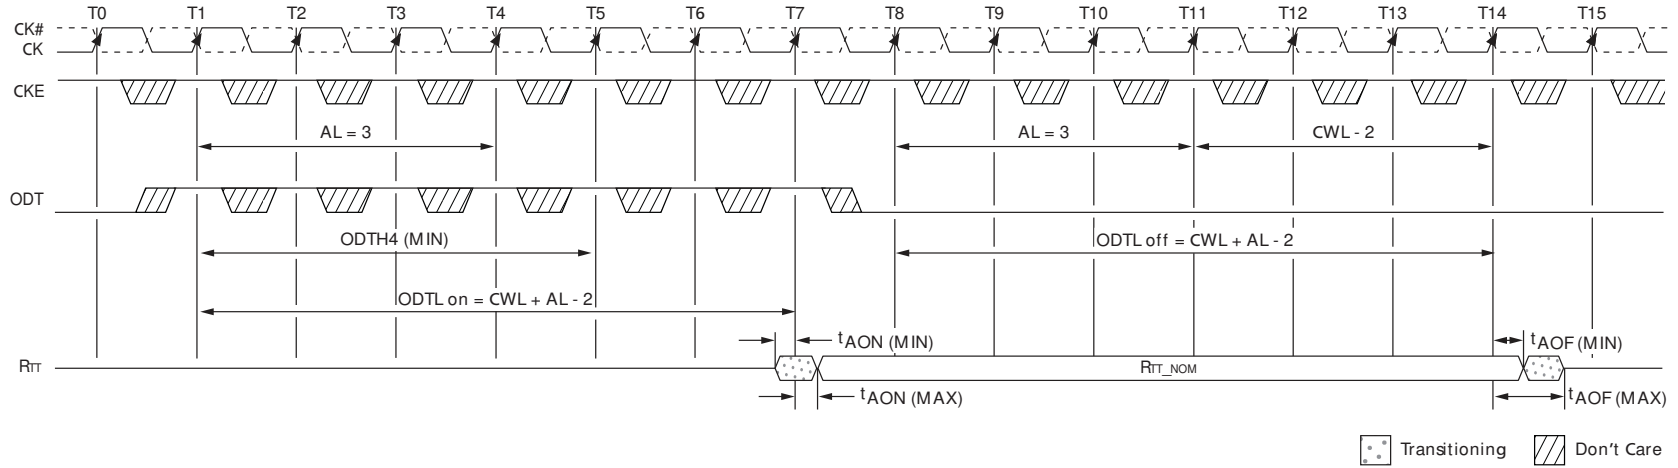 T0 T1 T2 T3 T4 T5 T6 T7 T8 T9 T10 T11 T12 T13 T14 T15
CK#
CK
CKE
AL = 3 AL = 3 CWL - 2
ODT
ODTH4 (MIN) ODTL off = CWL + AL - 2
ODTL on = CWL + AL - 2
tAON (MIN) tAOF (MIN)
RTT RTT_NOM
tAON (MAX) tAOF (MAX)
Transitioning Don't Care